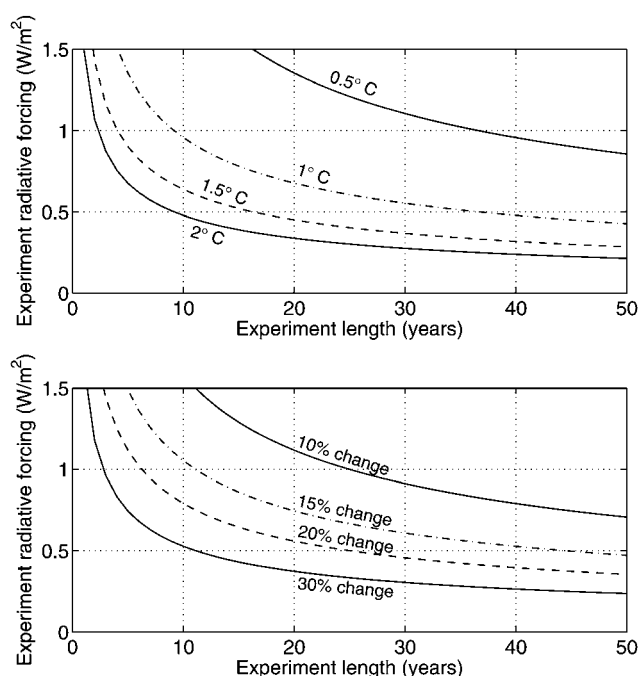 Experiment radiative forcing (W/m²)
1.5
1
0.5
0
0.5° C
1° C
1.5° C
2° C
0
10
20
30
40
50
Experiment length (years)
Experiment radiative forcing (W/m²)
1.5
1
0.5
0
10% change
15% change
20% change
30% change
0
10
20
30
40
50
Experiment length (years)